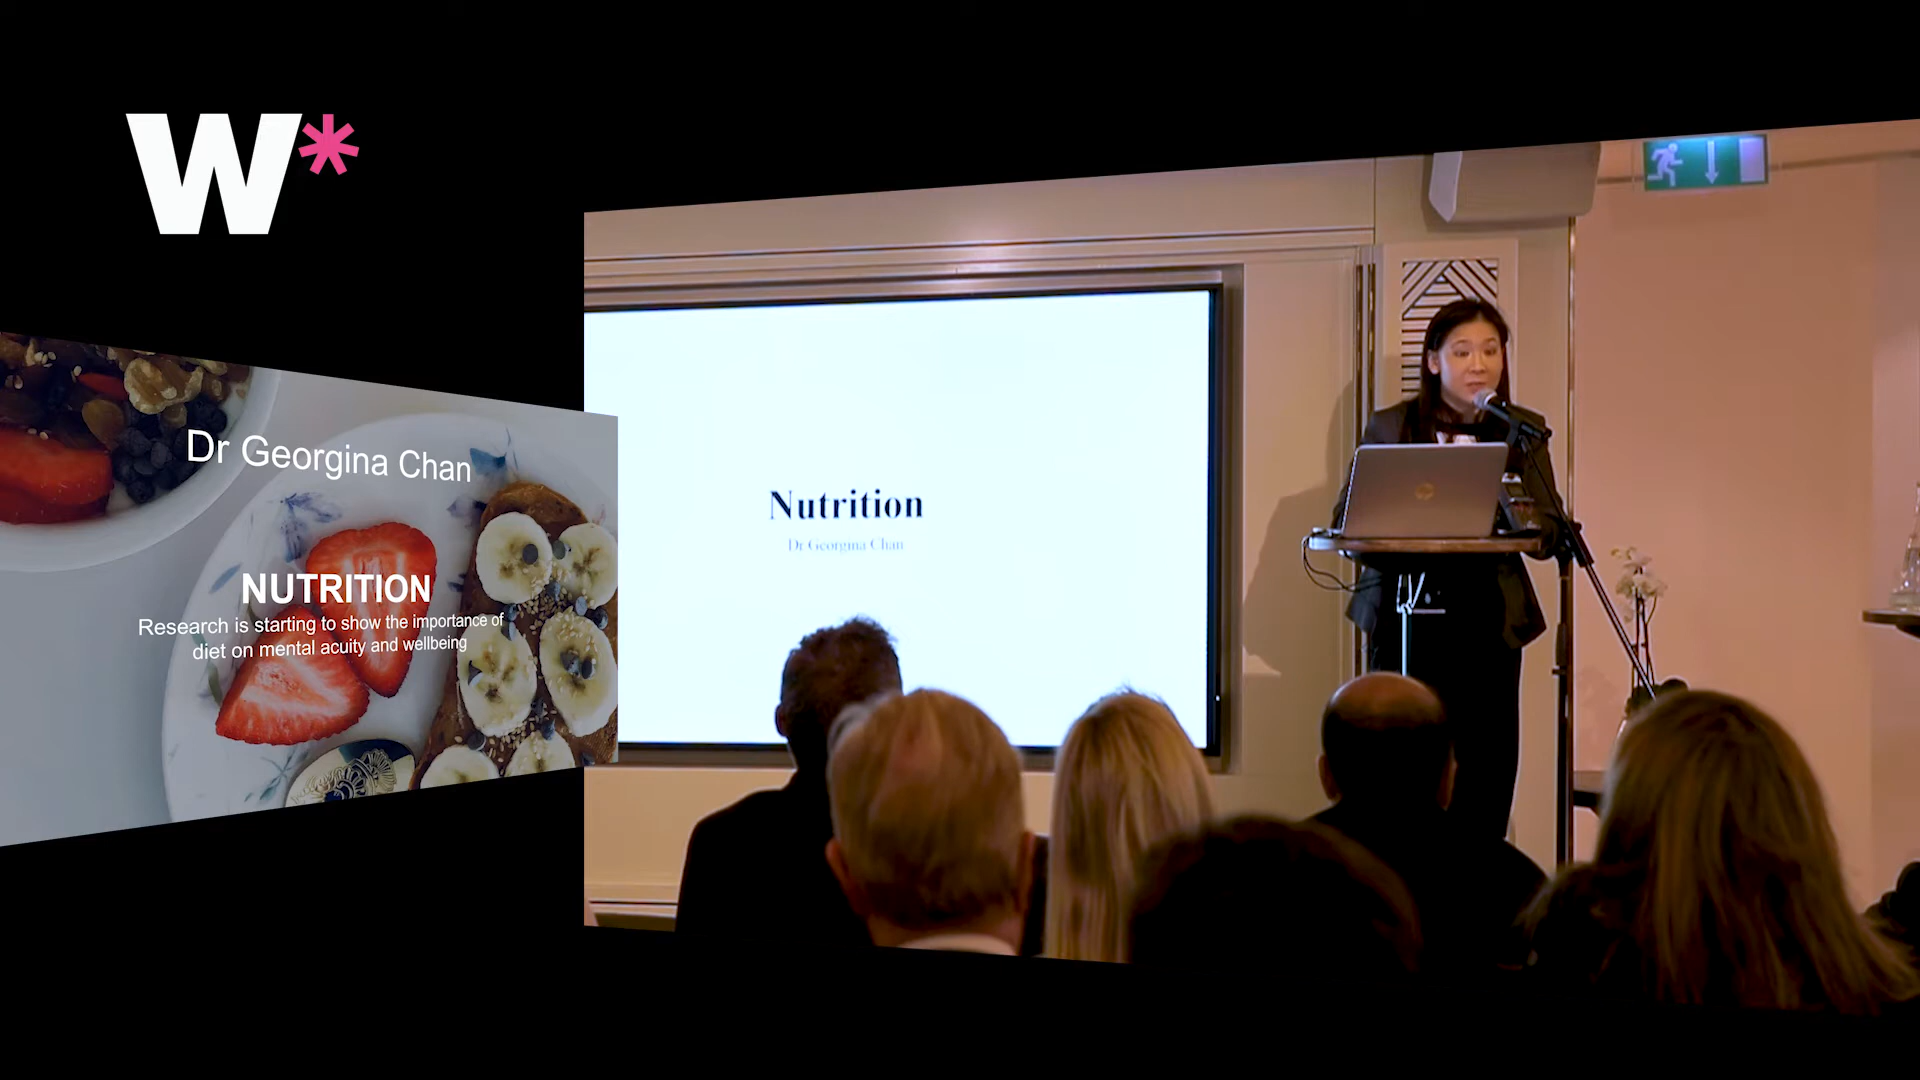 W*
Dr Georgina Chan
NUTRITION
Research is starting to show the importance of
diet on mental acuity and wellbeing
Nutrition
Dr Georgina Chan